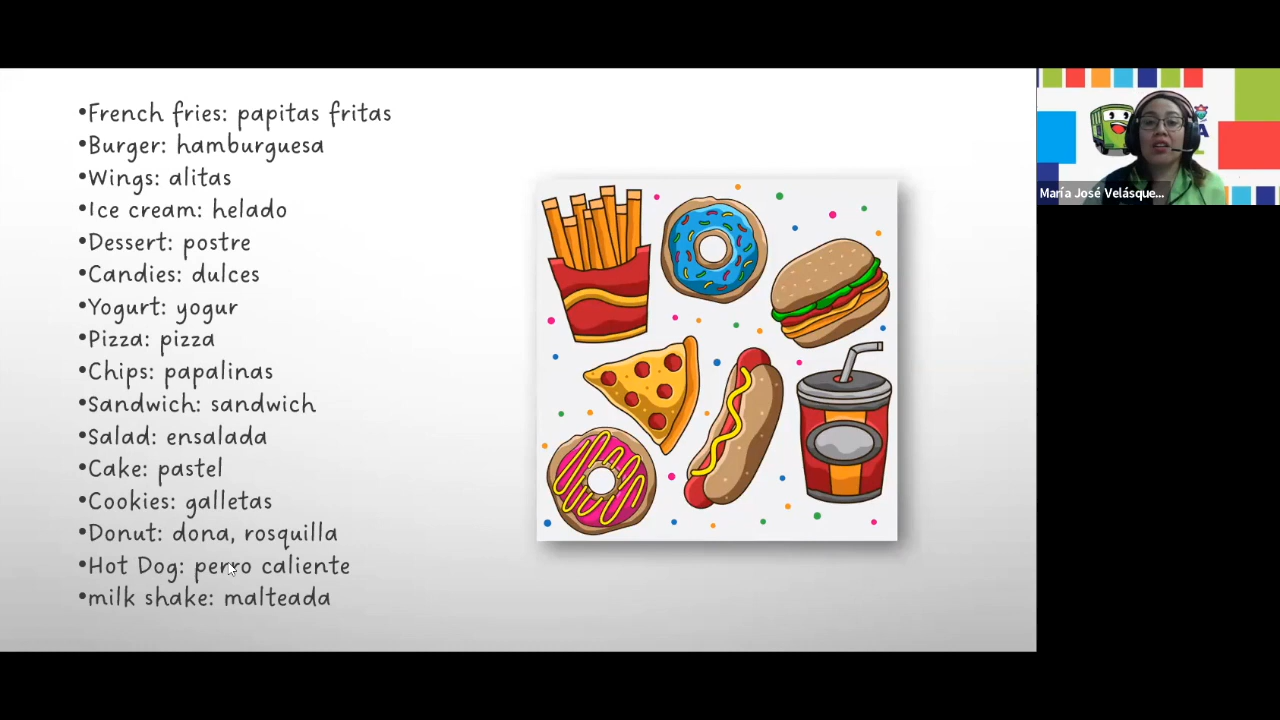 •French fries: papitas fritas
•Burger: hamburguesa
•Wings: alitas
•Ice cream: helado
•Dessert: postre
•Candies: dulces
•Yogurt: yogur
•Pizza: pizza
•Chips: papalinas
•Sandwich: sandwich
•Salad: ensalada
•Cake: pastel
•Cookies: galletas
•Donut: dona, rosquilla
•Hot Dog: perro caliente
•milk shake: malteada
María José Velásque...